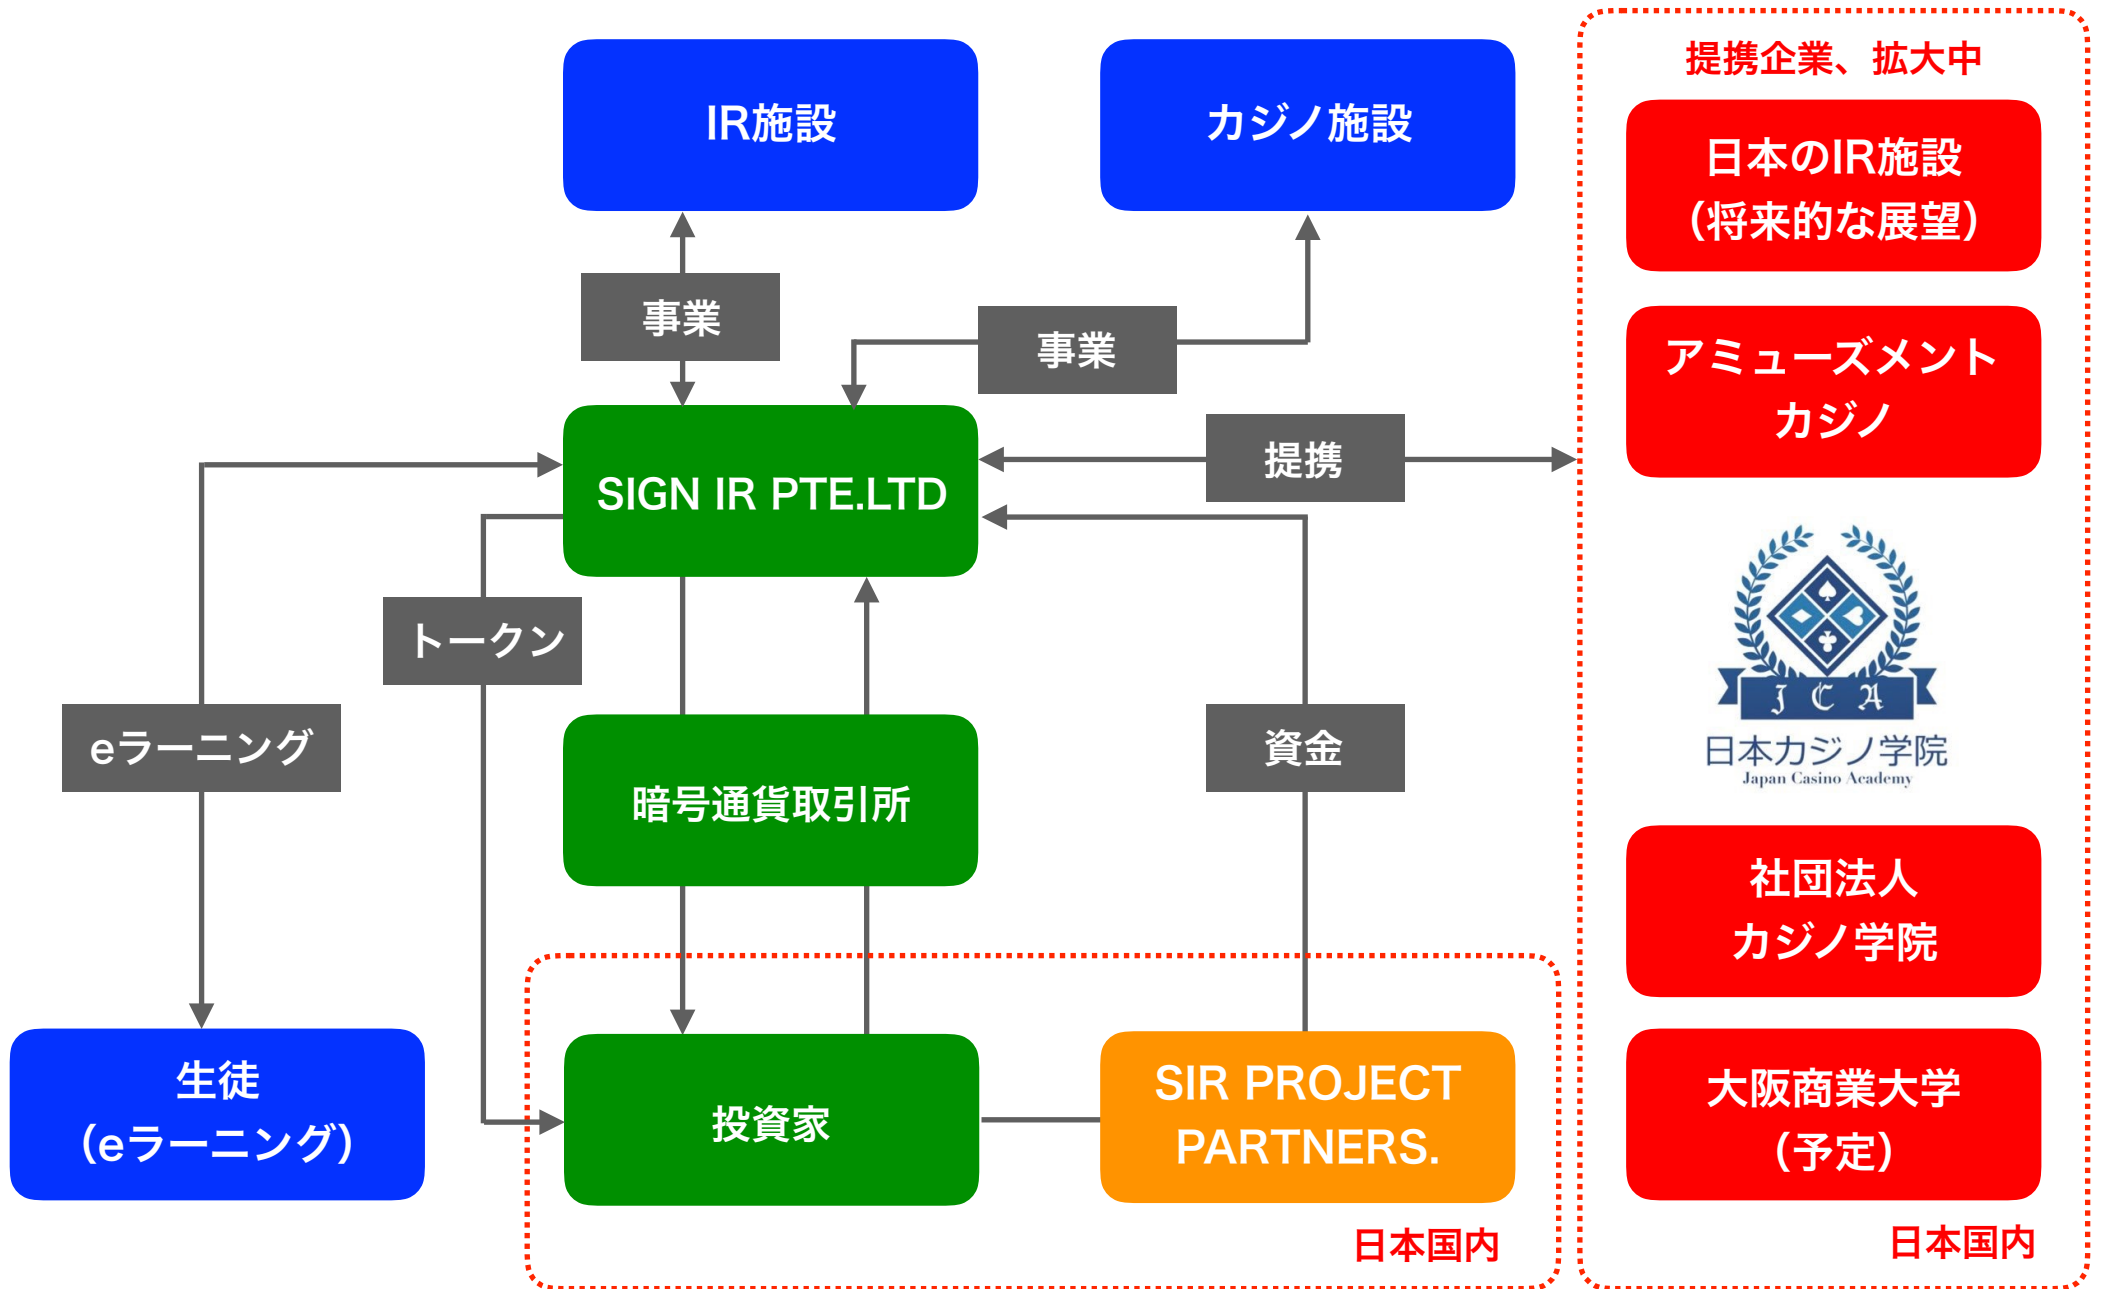 IR施設
カジノ施設
事業
事業
SIGN IR PTE.LTD
提携
トークン
eラーニング
暗号通貨取引所
資金
生徒
（eラーニング）
投資家
SIR PROJECT
PARTNERS.
日本国内
提携企業、拡大中
日本のIR施設
（将来的な展望）
アミューズメント
カジノ
J C A
日本カジノ学院
Japan Casino Academy
社団法人
カジノ学院
大阪商業大学
（予定）
日本国内